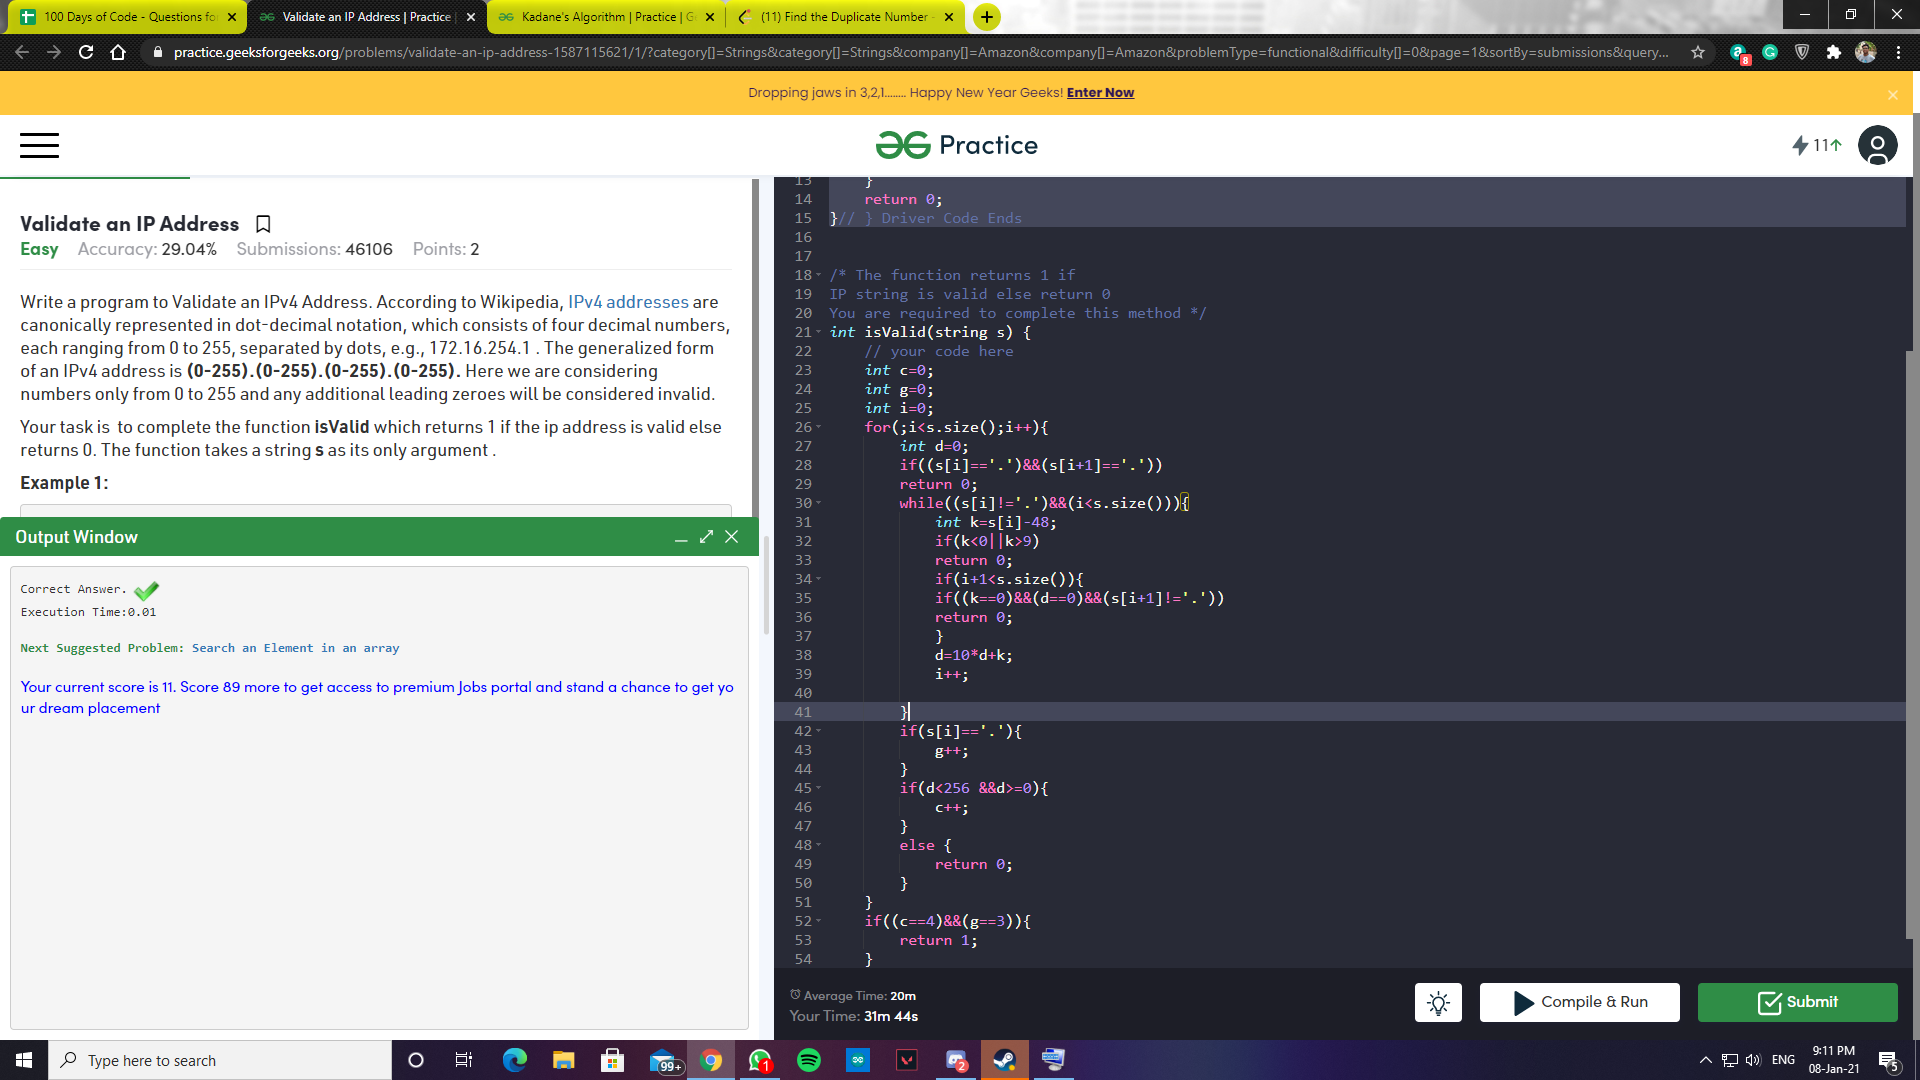 100 Days of Code - Questions fo
Validate an IP Address | Practice
Kadane's Algorithm | Practice | G
(11) Find the Duplicate Number -
practice.geeksforgeeks.org/problems/validate-an-ip-address-1587115621/1/?category[]=Strings&category[]=Strings&company[]=Amazon&company[]=Amazon&problemType=functional&difficulty[]=0&page=1&sortBy=submissions&query...
8
Dropping jaws in 3,2,1........ Happy New Year Geeks! Enter Now
Practice
11
Validate an IP Address
Easy Accuracy: 29.04% Submissions: 46106 Points: 2
Write a program to Validate an IPv4 Address. According to Wikipedia, IPv4 addresses are
canonically represented in dot-decimal notation, which consists of four decimal numbers,
each ranging from 0 to 255, separated by dots, e.g., 172.16.254.1 . The generalized form
of an IPv4 address is (0-255).(0-255).(0-255).(0-255). Here we are considering
numbers only from 0 to 255 and any additional leading zeroes will be considered invalid.
Your task is to complete the function isValid which returns 1 if the ip address is valid else
returns 0. The function takes a string s as its only argument .
Example 1:
Output Window
Correct Answer.
Execution Time:0.01
Next Suggested Problem: Search an Element in an array
Your current score is 11. Score 89 more to get access to premium Jobs portal and stand a chance to get yo
ur dream placement
13 }
14 return 0;
15 }// } Driver Code Ends
16
17
18 /* The function returns 1 if
19 IP string is valid else return 0
20 You are required to complete this method */
21 int isValid(string s) {
22 // your code here
23 int c=0;
24 int g=0;
25 int i=0;
26 for(;i<s.size();i++){
27 int d=0;
28 if((s[i]=='.')&&(s[i+1]=='.'))
29 return 0;
30 while((s[i]!='.')&&(i<s.size())){
31 int k=s[i]-48;
32 if(k<0||k>9)
33 return 0;
34 if(i+1<s.size()){
35 if((k==0)&&(d==0)&&(s[i+1]!='.'))
36 return 0;
37 }
38 d=10*d+k;
39 i++;
40
41 }
42 if(s[i]=='.'){
43 g++;
44 }
45 if(d<256 &&d>=0){
46 c++;
47 }
48 else {
49 return 0;
50 }
51 }
52 if((c==4)&&(g==3)){
53 return 1;
54 }
Average Time: 20m
Your Time: 31m 44s
Compile & Run
Submit
Type here to search
99+
1
2
ENG
9:11 PM
08-Jan-21
5